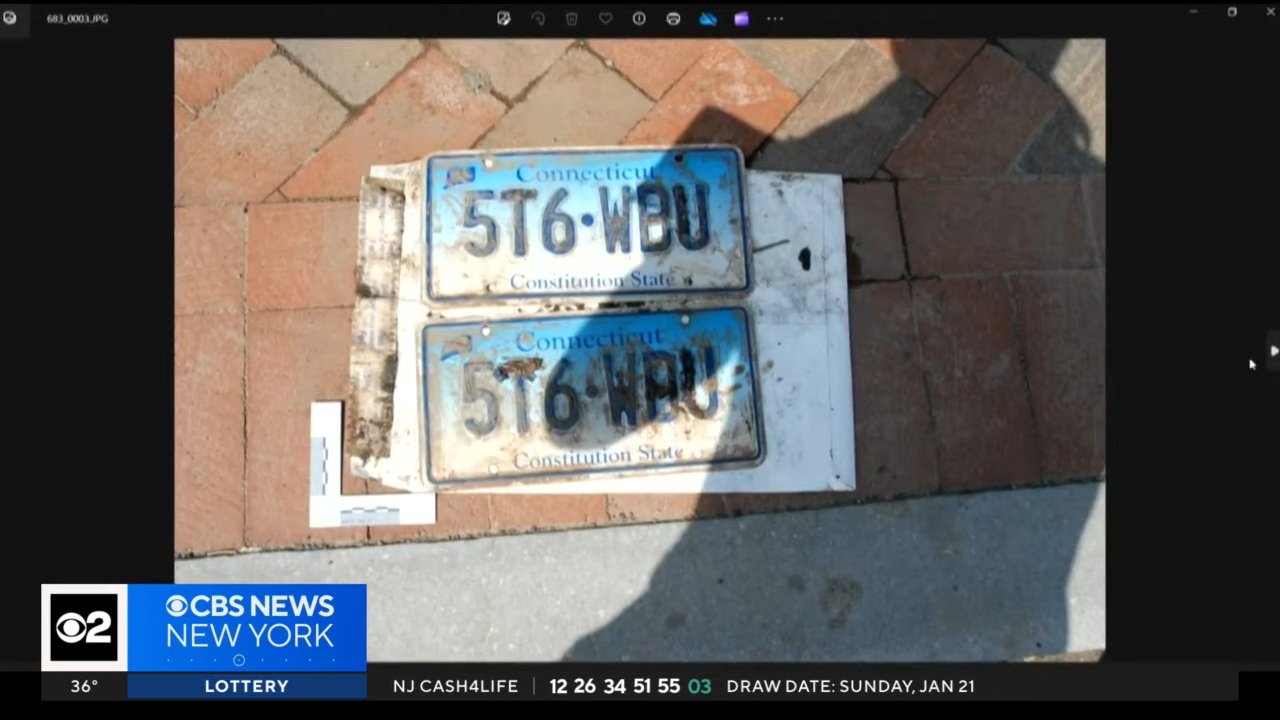 683_0003.JPG
Connecticut
5T6·WBU
Constitution State
Connecticut
5T6·WBU
Constitution State
2
CBS NEWS
NEW YORK
36° LOTTERY NJ CASH4LIFE 12 26 34 51 55 03 DRAW DATE: SUNDAY, JAN 21